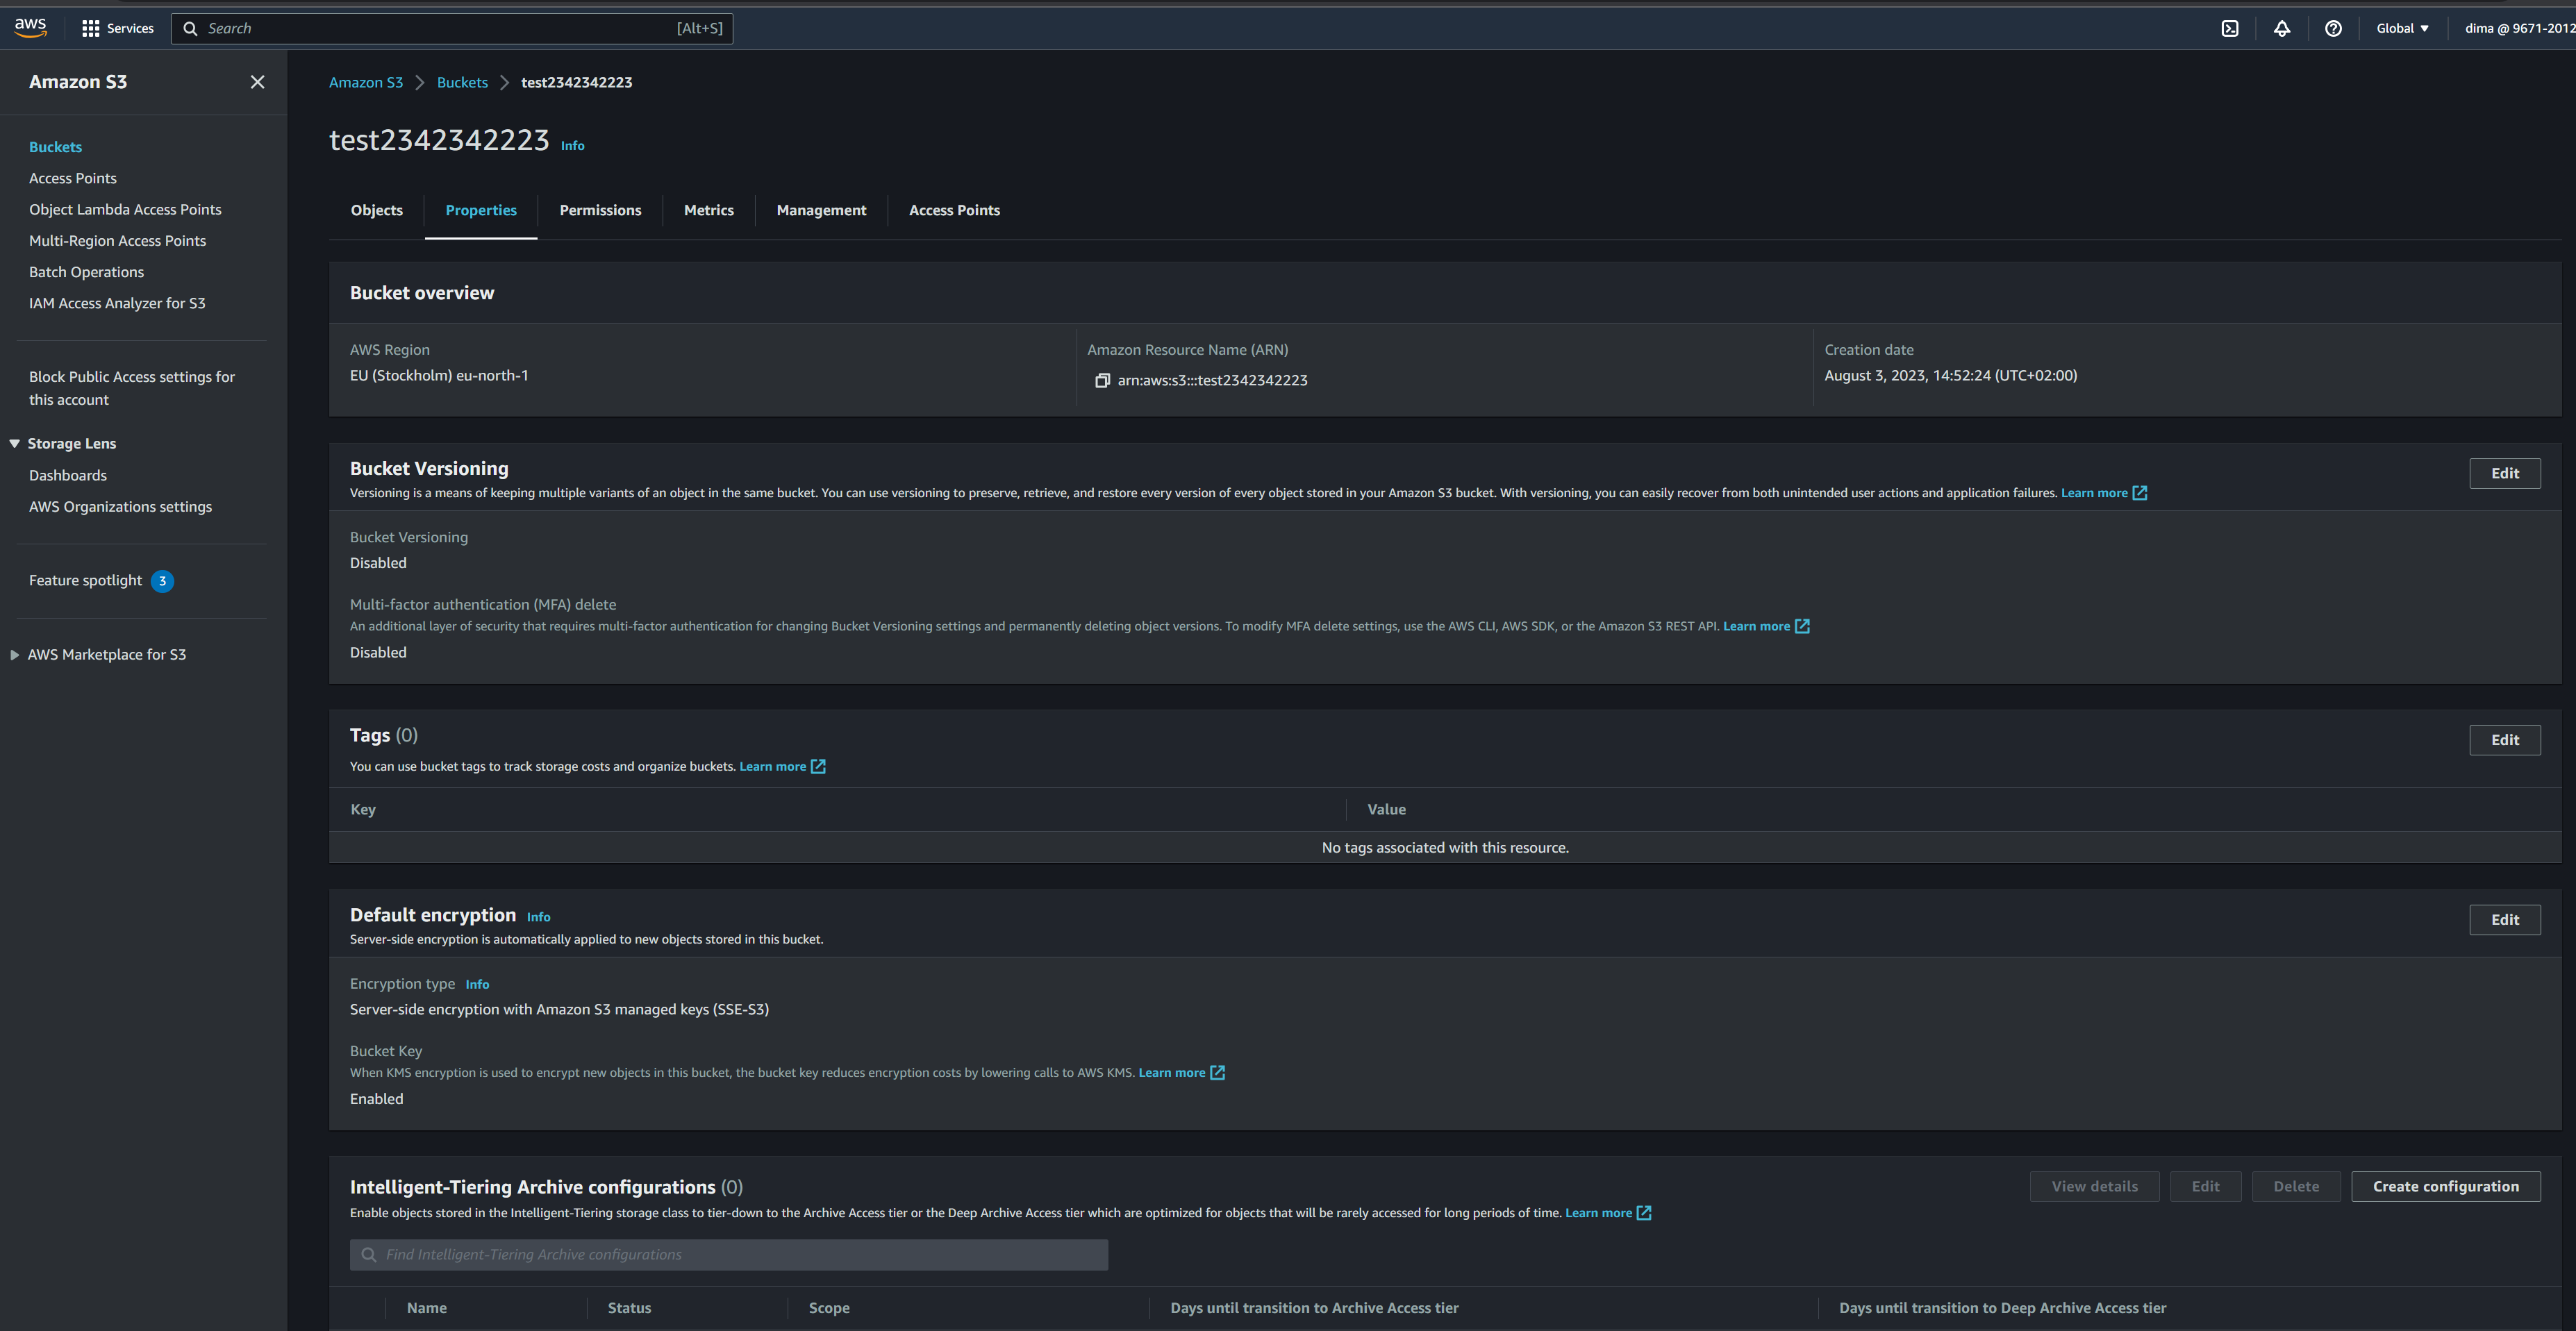 aws
Services
Search
[Alt+S]
Global
dima @ 9671-2012
Amazon S3
Buckets
Access Points
Object Lambda Access Points
Multi-Region Access Points
Batch Operations
IAM Access Analyzer for S3
Block Public Access settings for
this account
Storage Lens
Dashboards
AWS Organizations settings
Feature spotlight 3
AWS Marketplace for S3
Amazon S3 > Buckets > test2342342223
test2342342223 Info
Objects
Properties
Permissions
Metrics
Management
Access Points
Bucket overview
AWS Region
EU (Stockholm) eu-north-1
Amazon Resource Name (ARN)
arn:aws:s3:::test2342342223
Creation date
August 3, 2023, 14:52:24 (UTC+02:00)
Bucket Versioning
Edit
Versioning is a means of keeping multiple variants of an object in the same bucket. You can use versioning to preserve, retrieve, and restore every version of every object stored in your Amazon S3 bucket. With versioning, you can easily recover from both unintended user actions and application failures. Learn more
Bucket Versioning
Disabled
Multi-factor authentication (MFA) delete
An additional layer of security that requires multi-factor authentication for changing Bucket Versioning settings and permanently deleting object versions. To modify MFA delete settings, use the AWS CLI, AWS SDK, or the Amazon S3 REST API. Learn more
Disabled
Tags (0)
Edit
You can use bucket tags to track storage costs and organize buckets. Learn more
Key
Value
No tags associated with this resource.
Default encryption Info
Edit
Server-side encryption is automatically applied to new objects stored in this bucket.
Encryption type Info
Server-side encryption with Amazon S3 managed keys (SSE-S3)
Bucket Key
When KMS encryption is used to encrypt new objects in this bucket, the bucket key reduces encryption costs by lowering calls to AWS KMS. Learn more
Enabled
Intelligent-Tiering Archive configurations (0)
View details
Edit
Delete
Create configuration
Enable objects stored in the Intelligent-Tiering storage class to tier-down to the Archive Access tier or the Deep Archive Access tier which are optimized for objects that will be rarely accessed for long periods of time. Learn more
Find Intelligent-Tiering Archive configurations
Name
Status
Scope
Days until transition to Archive Access tier
Days until transition to Deep Archive Access tier